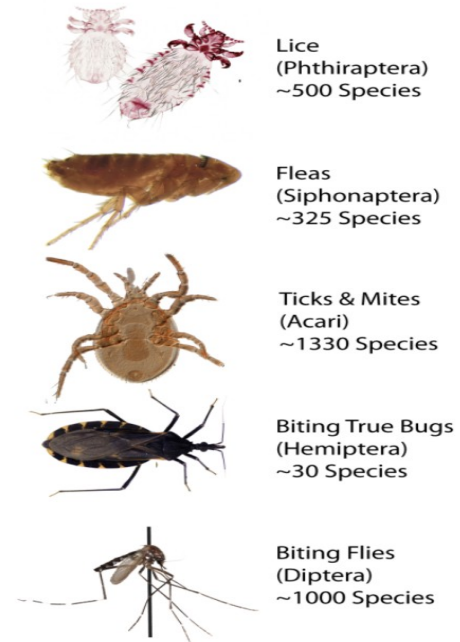 Lice
(Phthiraptera)
~500 Species
Fleas
(Siphonaptera)
~325 Species
Ticks & Mites
(Acari)
~1330 Species
Biting True Bugs
(Hemiptera)
~30 Species
Biting Flies
(Diptera)
~1000 Species